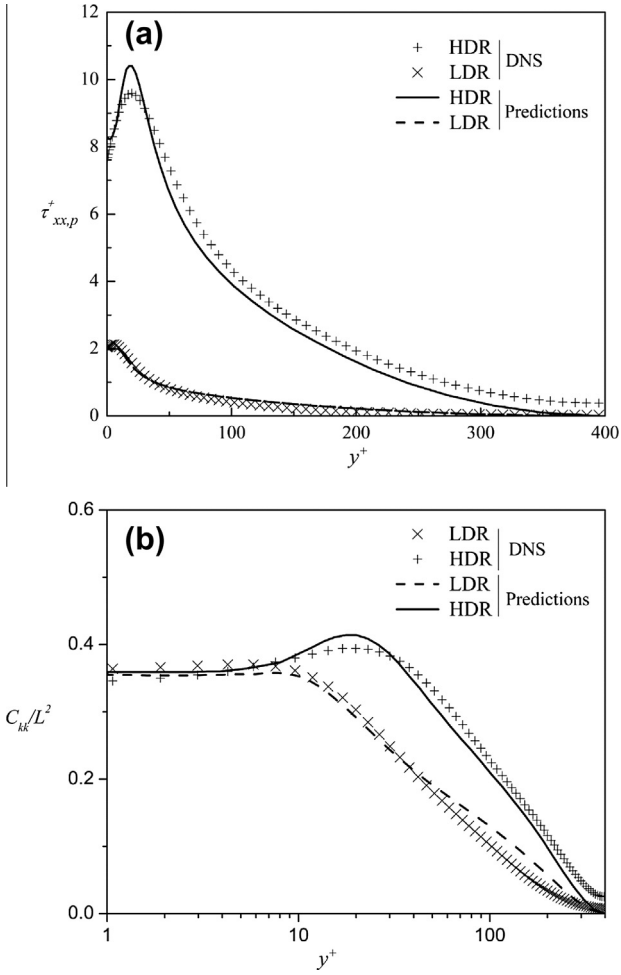 (a)
12
10
8
6
4
2
0
τ⁺xx,p
HDR
LDR
DNS
HDR
LDR
Predictions
0
100
200
300
400
y⁺
(b)
0.6
0.4
0.2
0.0
Ckk/L²
LDR
HDR
DNS
LDR
HDR
Predictions
1
10
100
y⁺